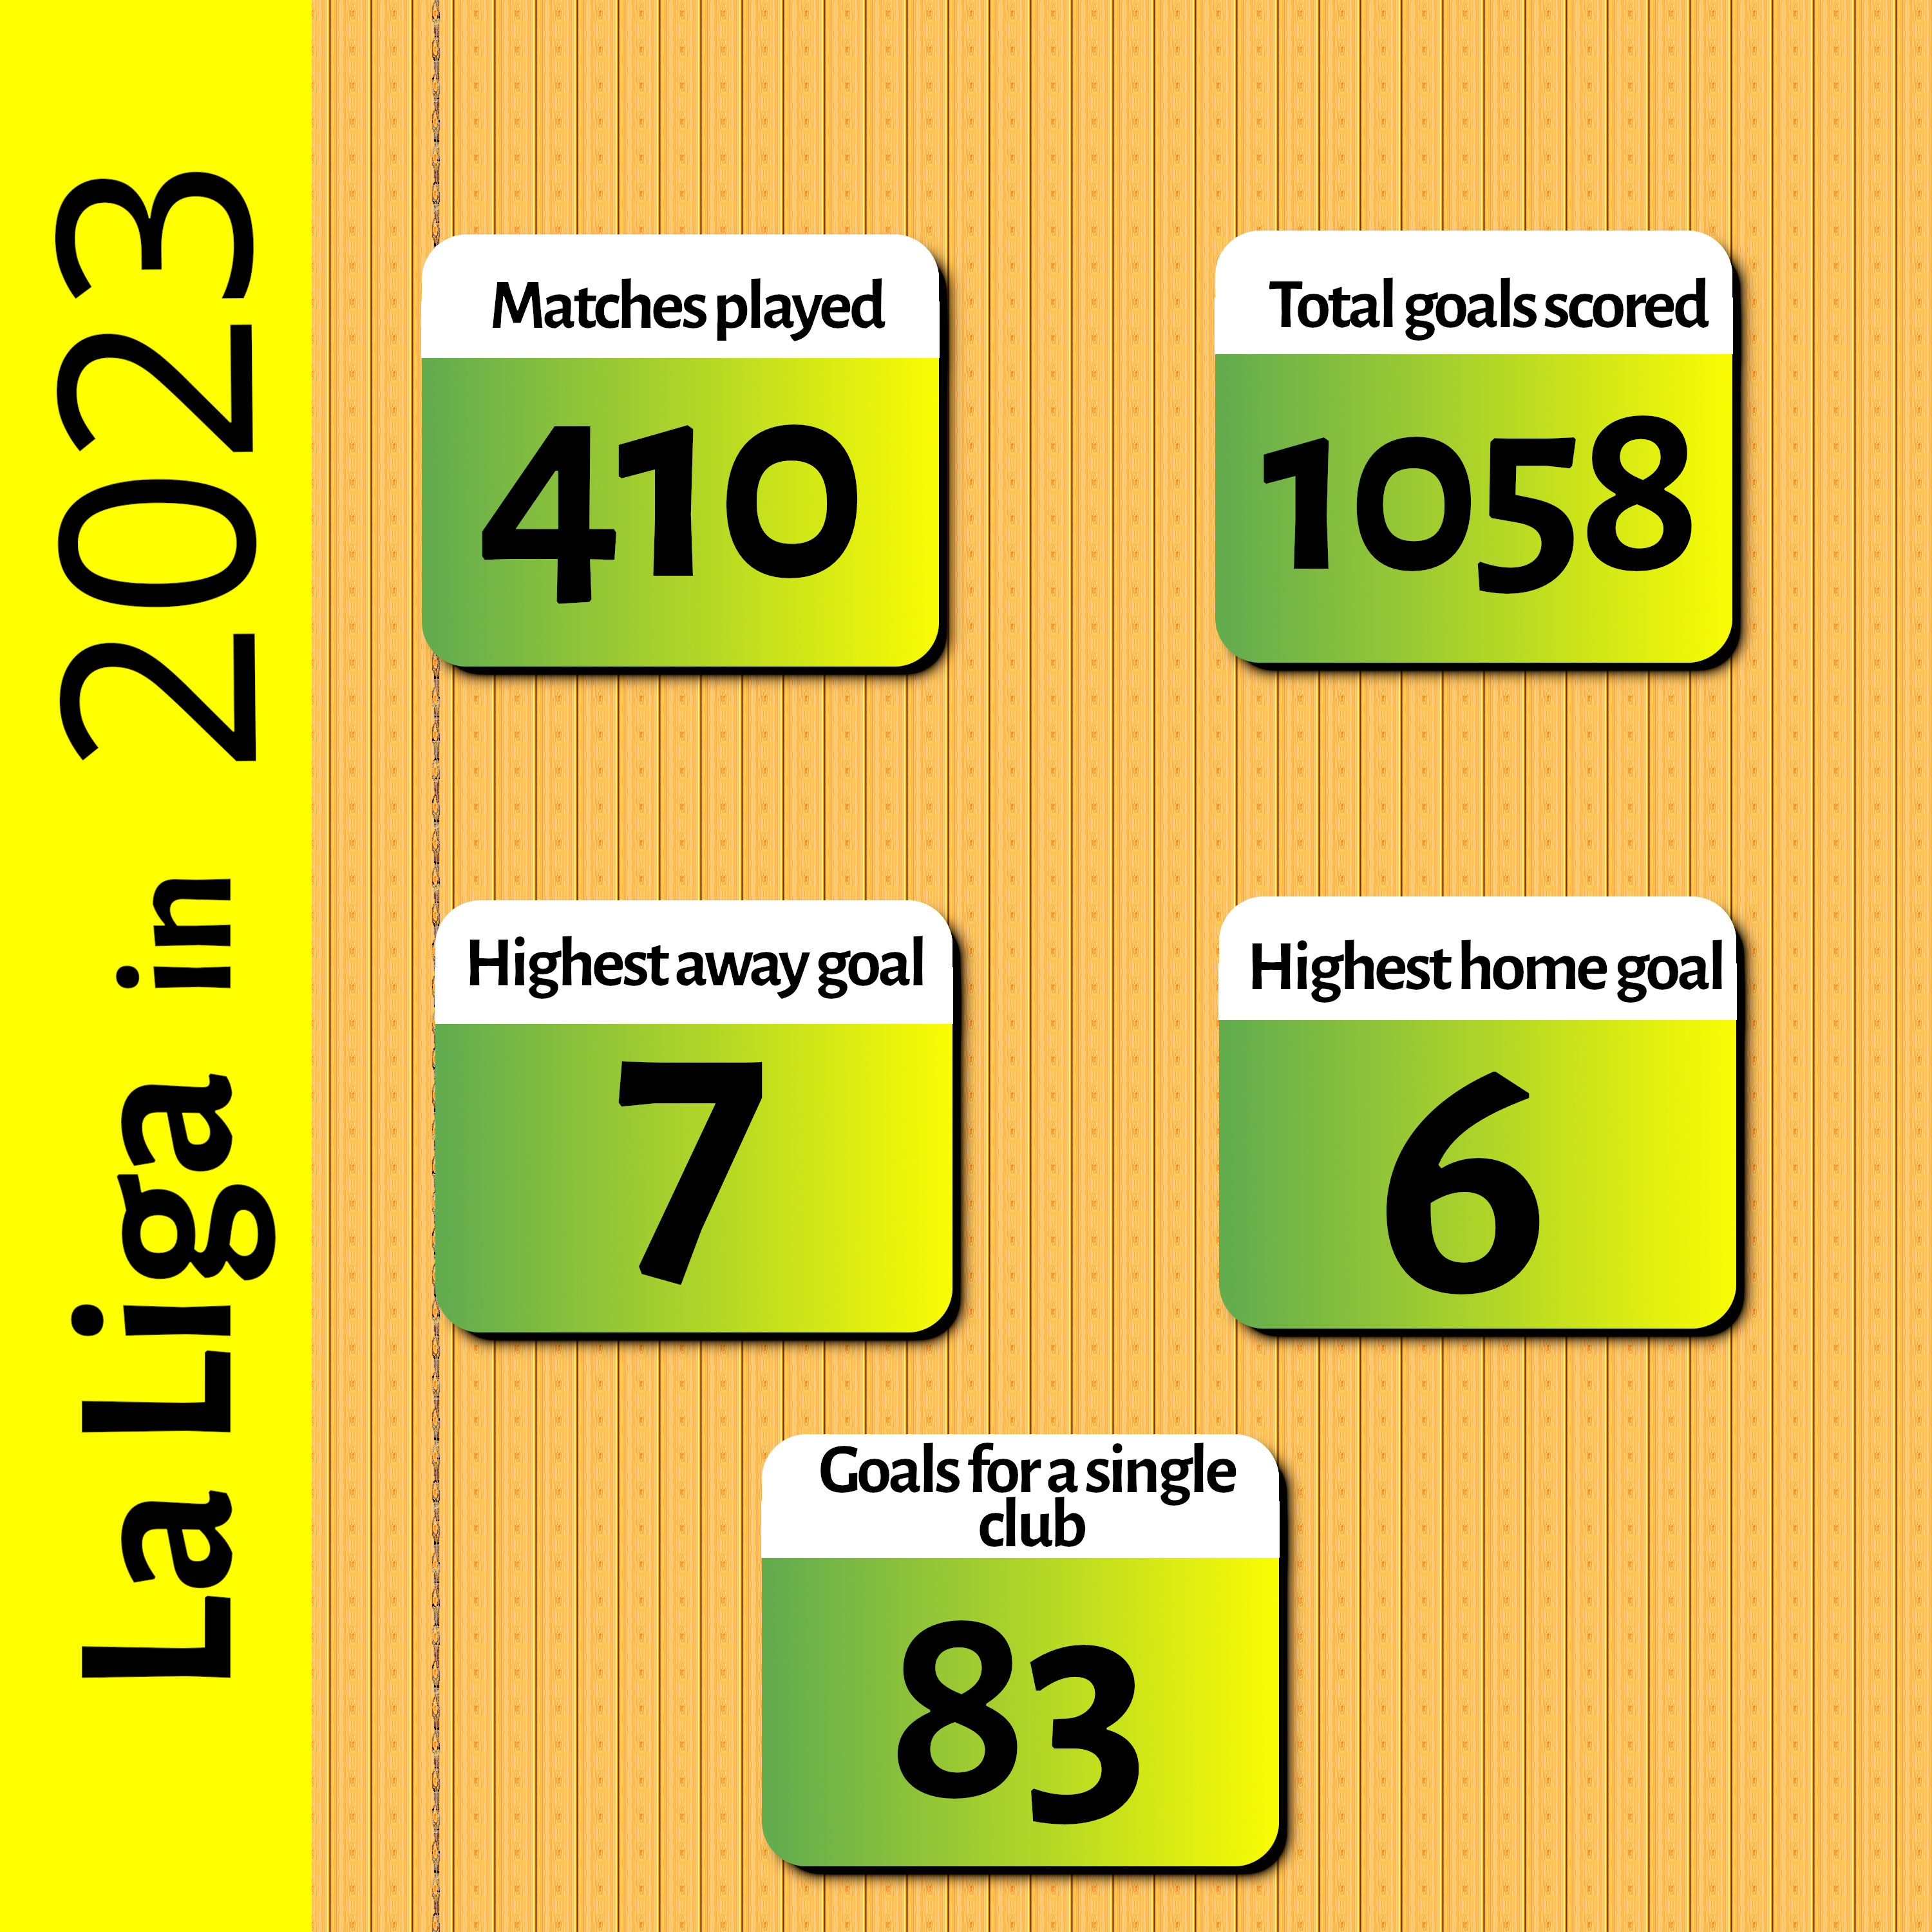 La Liga in 2023
Matches played
410
Total goals scored
1058
Highest away goal
7
Highest home goal
6
Goals for a single
club
83